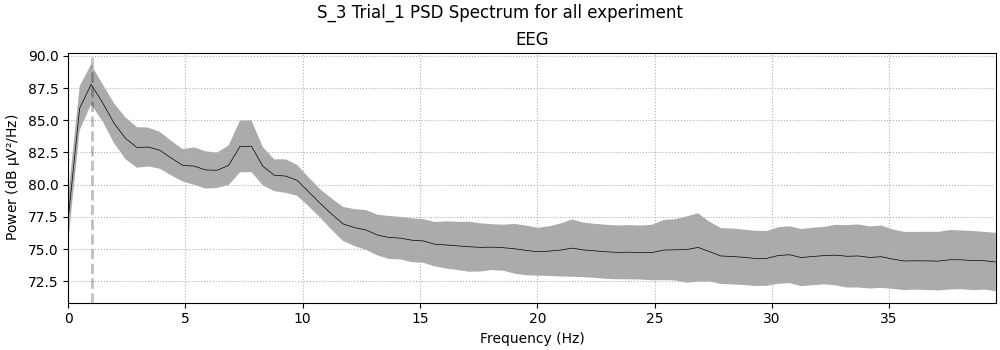 S_3 Trial_1 PSD Spectrum for all experiment
EEG
90.0
87.5
85.0
82.5
80.0
77.5
75.0
72.5
Power (dB µV²/Hz)
0 5 10 15 20 25 30 35
Frequency (Hz)